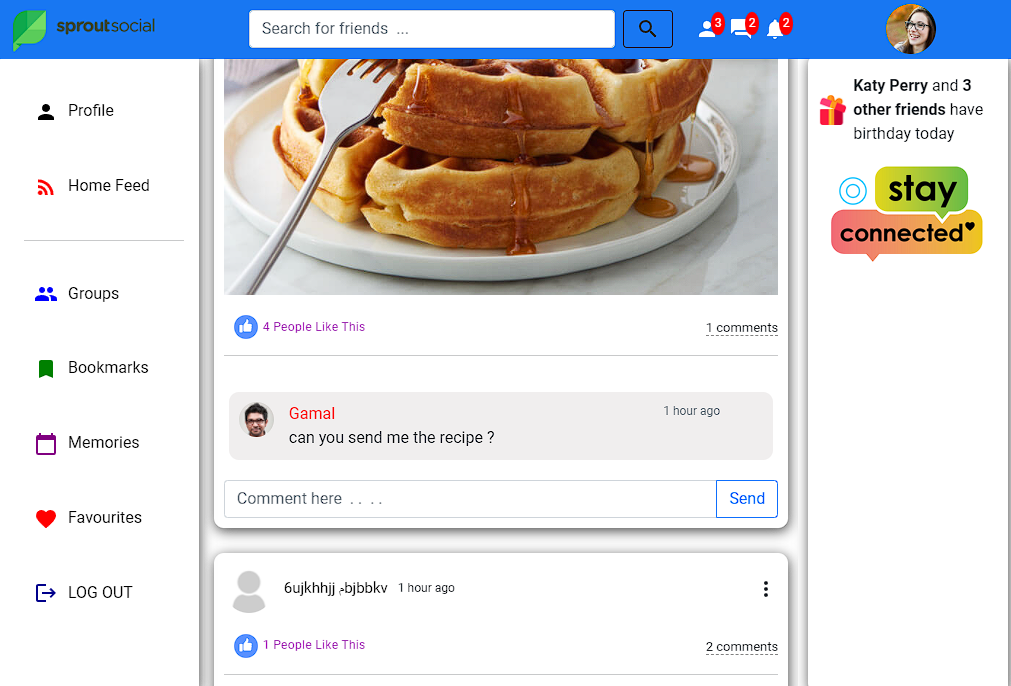 sproutsocial
Search for friends ...
3
2
2
Profile
Home Feed
Groups
Bookmarks
Memories
Favourites
LOG OUT
4 People Like This
1 comments
Gamal
1 hour ago
can you send me the recipe ?
Comment here . . . .
Send
6ujkhhjj مbjbbkv 1 hour ago
1 People Like This
2 comments
Katy Perry and 3
other friends have
birthday today
stay
connected